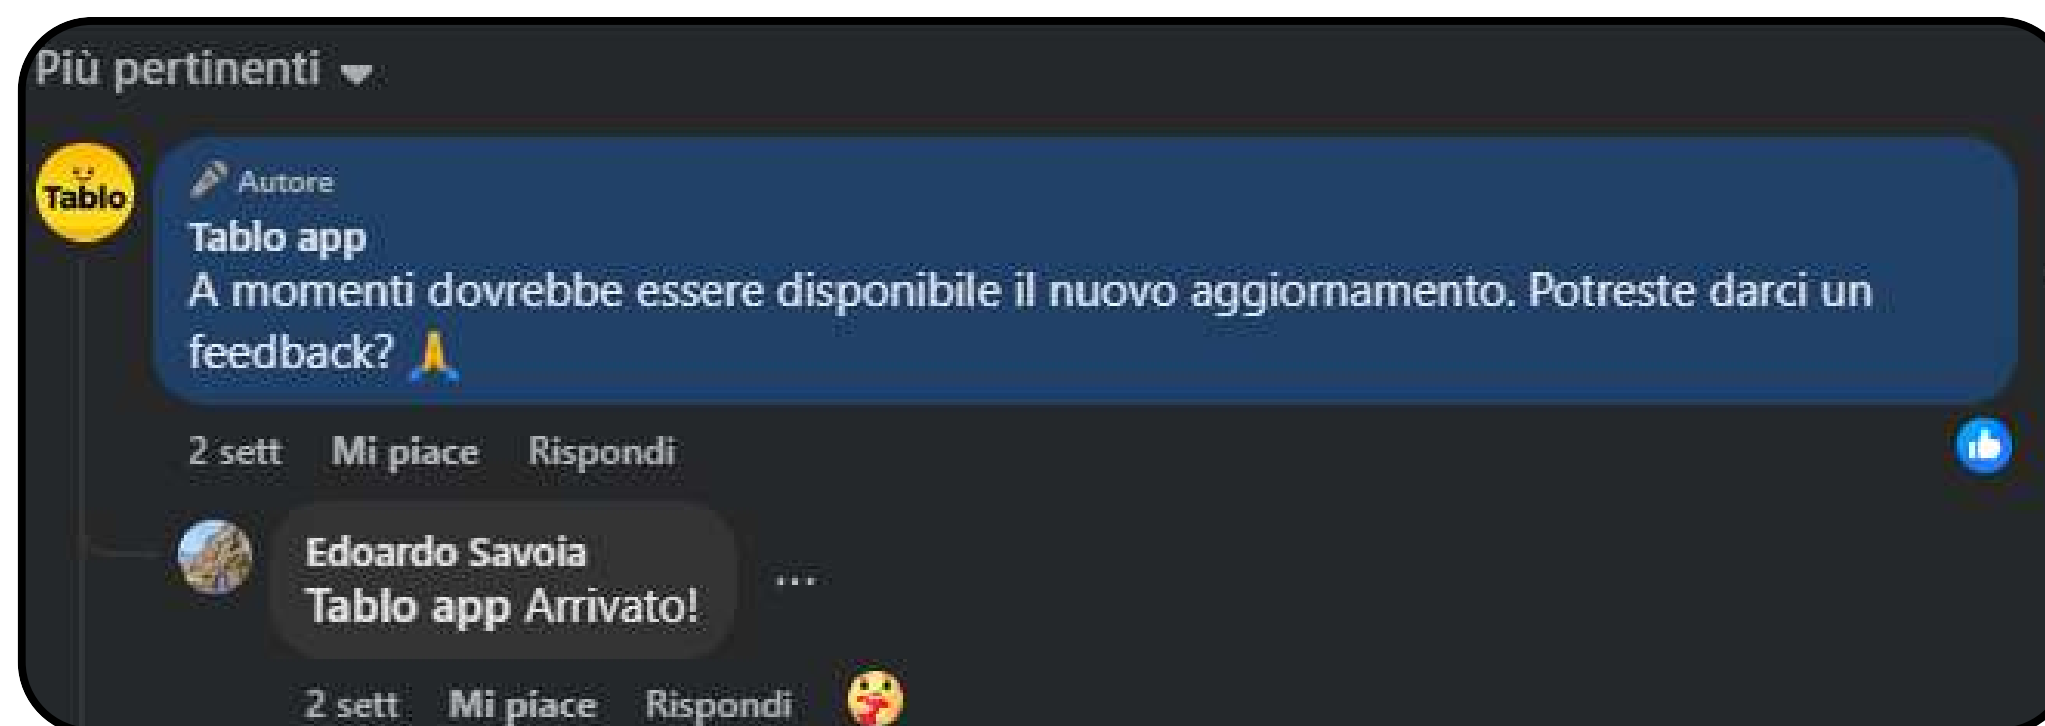 Più pertinenti
Tablo
Autore
Tablo app
A momenti dovrebbe essere disponibile il nuovo aggiornamento. Potreste darci un
feedback? 🙏
2 sett Mi piace Rispondi
Edoardo Savoia
Tablo app Arrivato!
...
2 sett Mi piace Rispondi